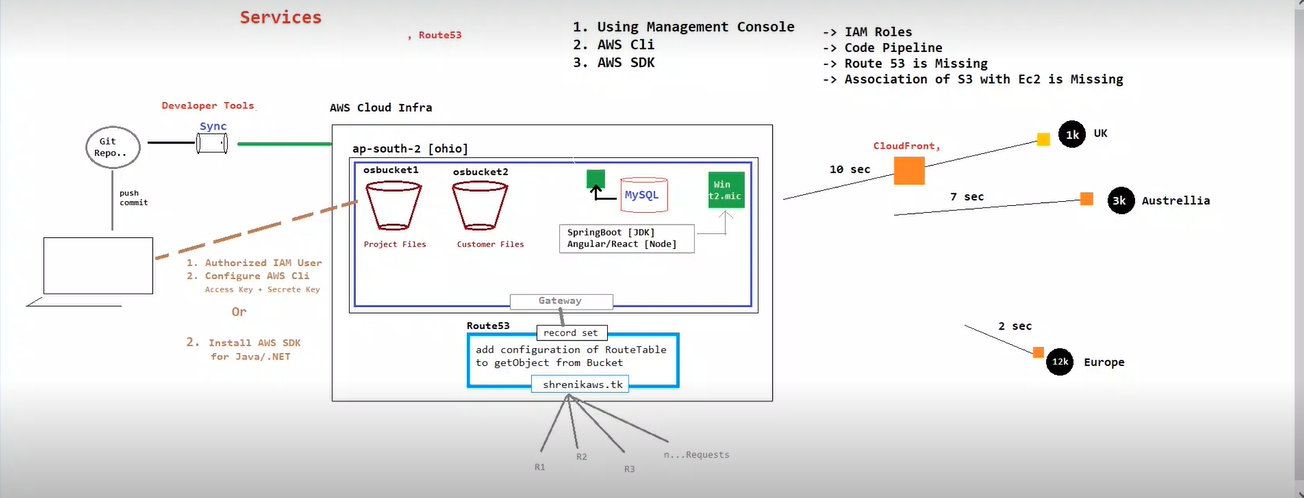 Services
, Route53
1. Using Management Console
2. AWS Cli
3. AWS SDK
-> IAM Roles
-> Code Pipeline
-> Route 53 is Missing
-> Association of S3 with Ec2 is Missing
Developer Tools
Sync
Git
Repo..
push
commit
1. Authorized IAM User
2. Configure AWS Cli
Access Key + Secrete Key
Or
2. Install AWS SDK
for Java/.NET
AWS Cloud Infra
ap-south-2 [ohio]
osbucket1
osbucket2
Project Files
Customer Files
MySQL
Win
t2.mic
SpringBoot [JDK]
Angular/React [Node]
Gateway
Route53
record set
add configuration of RouteTable
to getObject from Bucket
shrenikaws.tk
R1
R2
R3
n...Requests
CloudFront,
10 sec
1k
UK
7 sec
3k
Austrellia
2 sec
12k
Europe